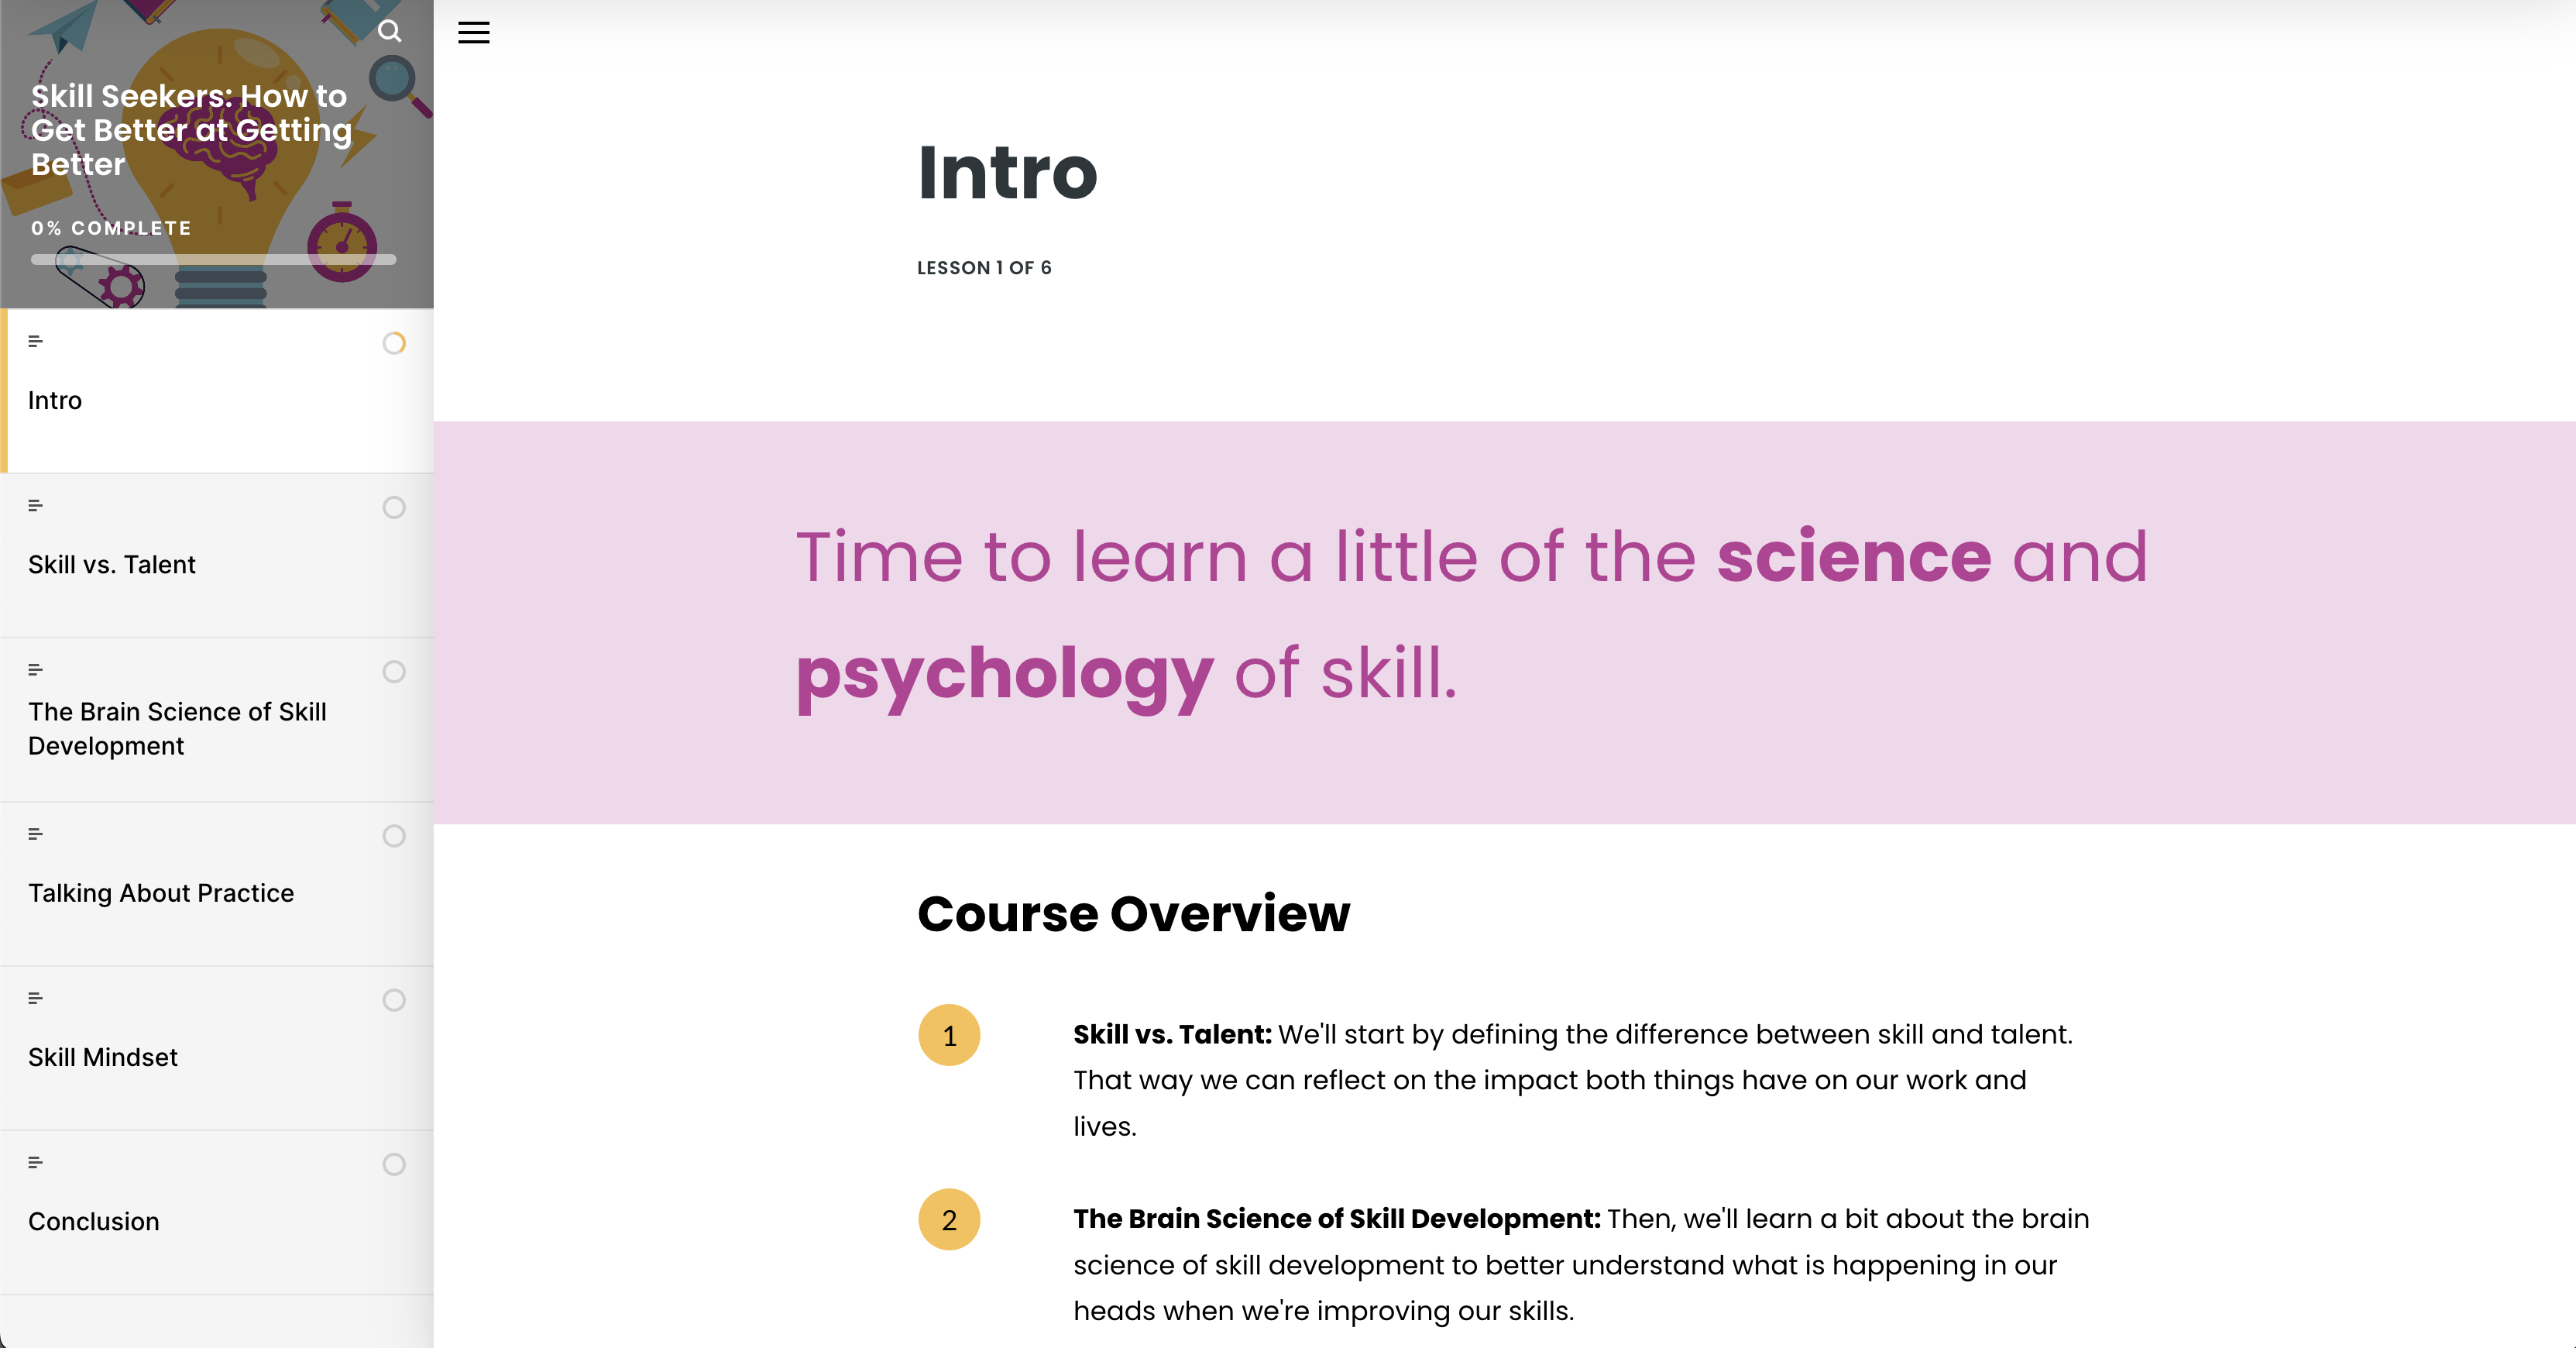 Skill Seekers: How to
Get Better at Getting
Better
0% COMPLETE
Intro
Skill vs. Talent
The Brain Science of Skill
Development
Talking About Practice
Skill Mindset
Conclusion
Intro
LESSON 1 OF 6
Time to learn a little of the science and
psychology of skill.
Course Overview
1
Skill vs. Talent: We'll start by defining the difference between skill and talent.
That way we can reflect on the impact both things have on our work and
lives.
2
The Brain Science of Skill Development: Then, we'll learn a bit about the brain
science of skill development to better understand what is happening in our
heads when we're improving our skills.